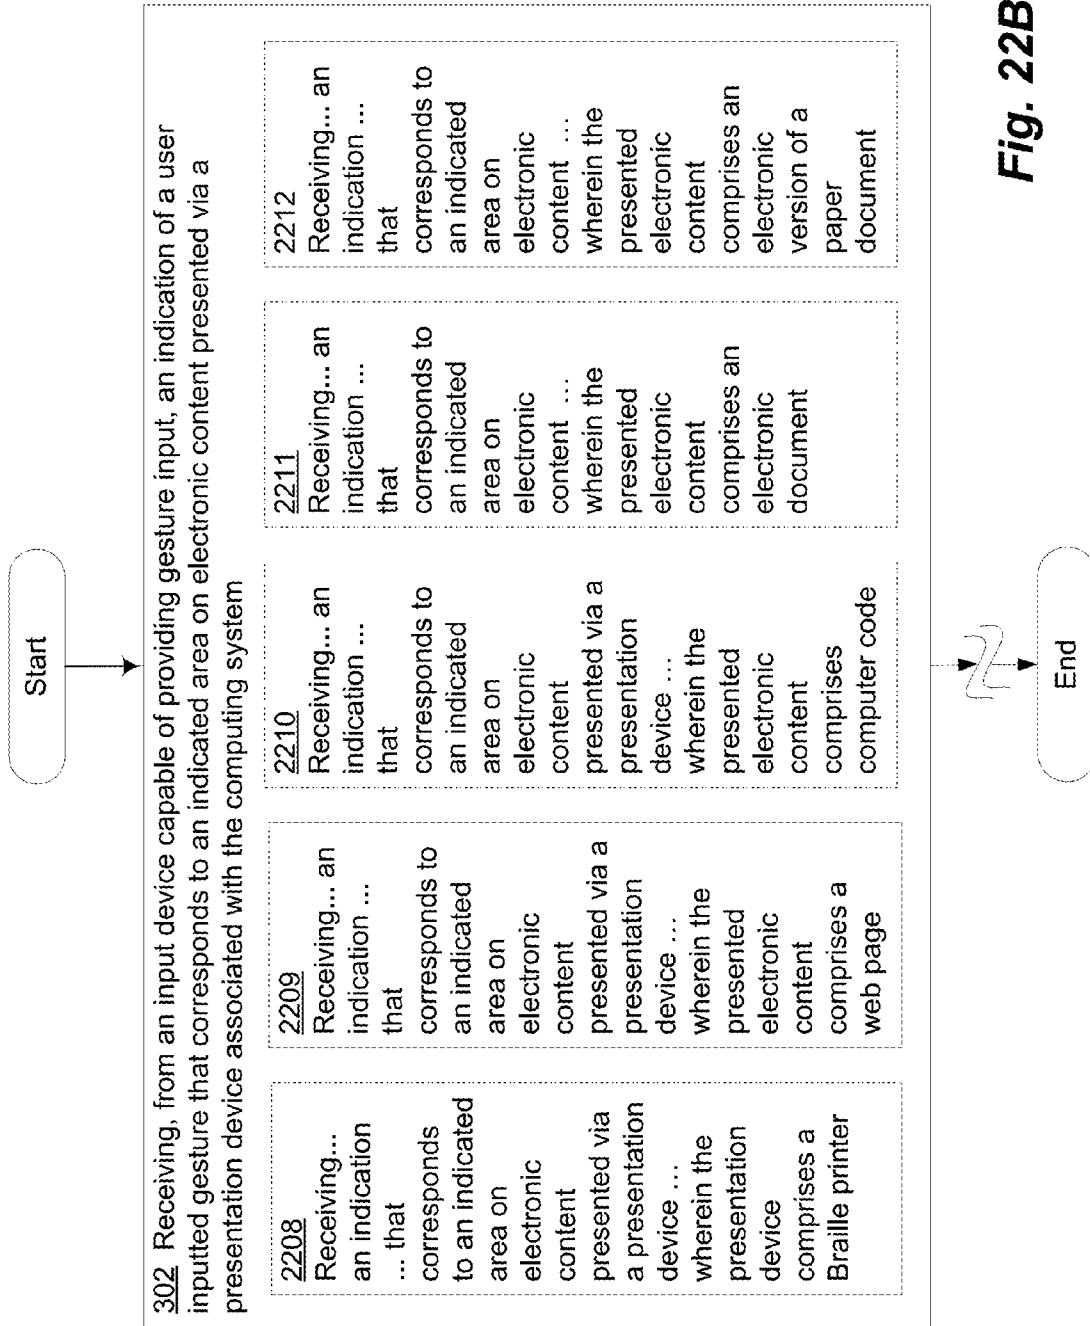 Start
302 Receiving, from an input device capable of providing gesture input, an indication of a user
inputted gesture that corresponds to an indicated area on electronic content presented via a
presentation device associated with the computing system
2208
Receiving...
an indication
... that
corresponds
to an indicated
area on
electronic
content
presented via
a presentation
device ...
wherein the
presentation
device
comprises a
Braille printer
2209
Receiving... an
indication ...
that
corresponds to
an indicated
area on
electronic
content
presented via a
presentation
device ...
wherein the
presented
electronic
content
comprises a
web page
2210
Receiving... an
indication ...
that
corresponds to
an indicated
area on
electronic
content
presented via a
presentation
device ...
wherein the
presented
electronic
content
comprises
computer code
2211
Receiving... an
indication ...
that
corresponds to
an indicated
area on
electronic
content ...
wherein the
presented
electronic
content
comprises an
electronic
document
2212
Receiving... an
indication ...
that
corresponds to
an indicated
area on
electronic
content ...
wherein the
presented
electronic
content
comprises an
electronic
version of a
paper
document
End
Fig. 22B